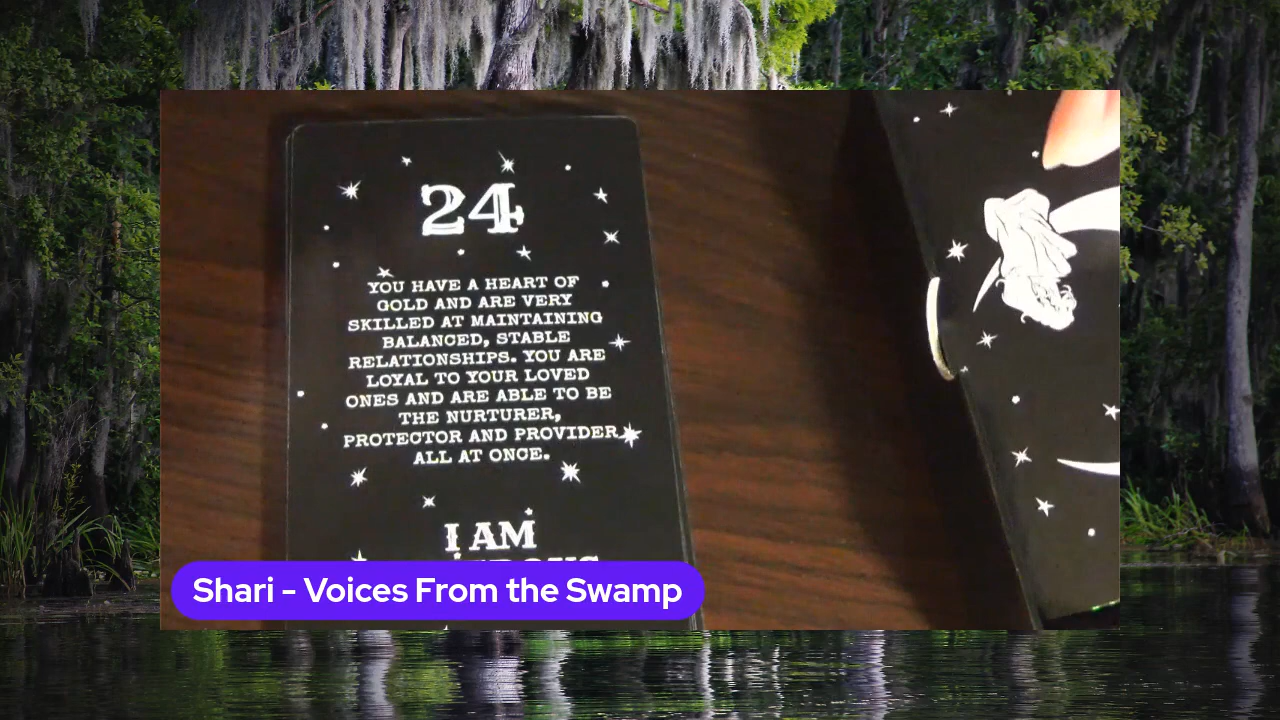 24
YOU HAVE A HEART OF
GOLD AND ARE VERY
SKILLED AT MAINTAINING
BALANCED, STABLE
RELATIONSHIPS. YOU ARE
LOYAL TO YOUR LOVED
ONES AND ARE ABLE TO BE
THE NURTURER,
PROTECTOR AND PROVIDER
ALL AT ONCE.
I AM
Shari - Voices From the Swamp